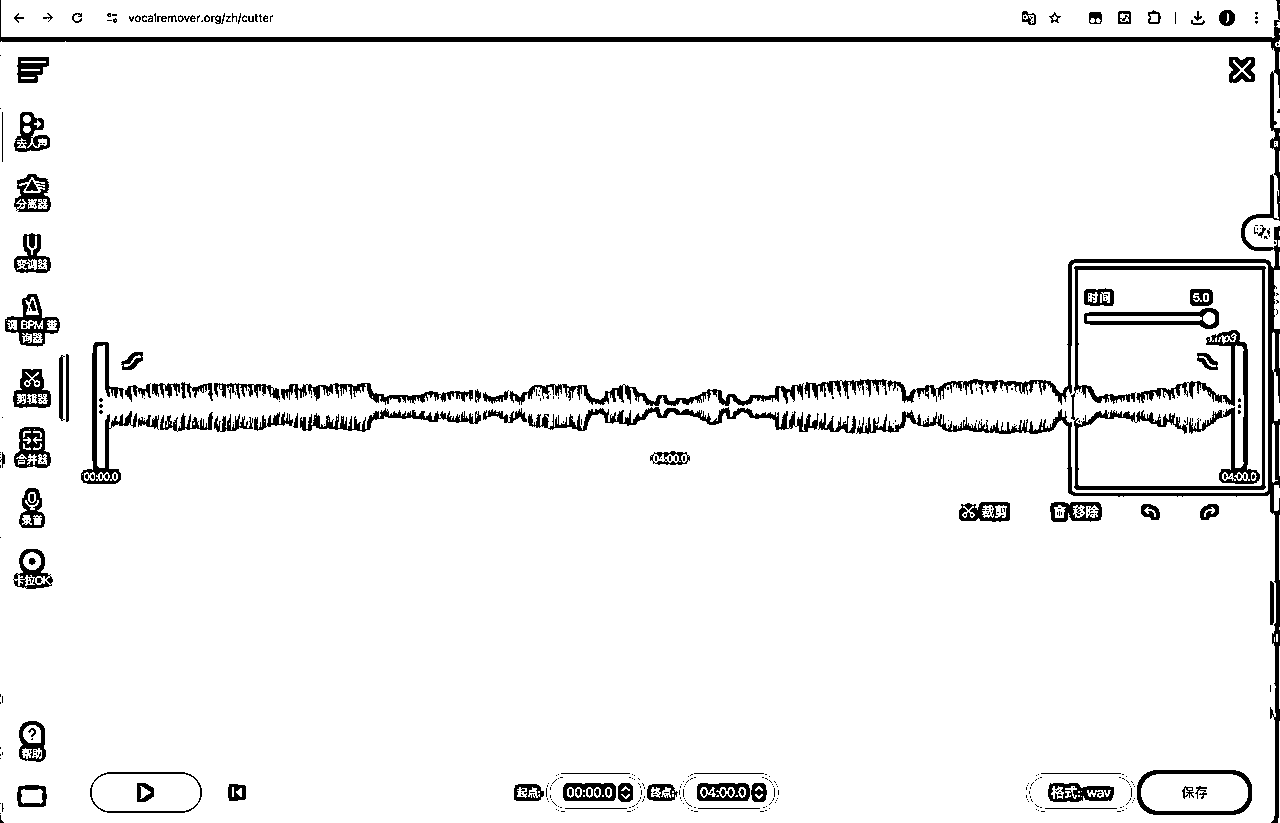 vocalremover.org/zh/cutter
J
去人声
分离器
变调器
调 BPM 查
询器
剪辑器
合并器
录音
卡拉OK
帮助
时间 5.0
.mp3
00:00.0
04:00.0
04:00.0
裁剪 移除
起点: 00:00.0 终点: 04:00.0
格式: wav
保存